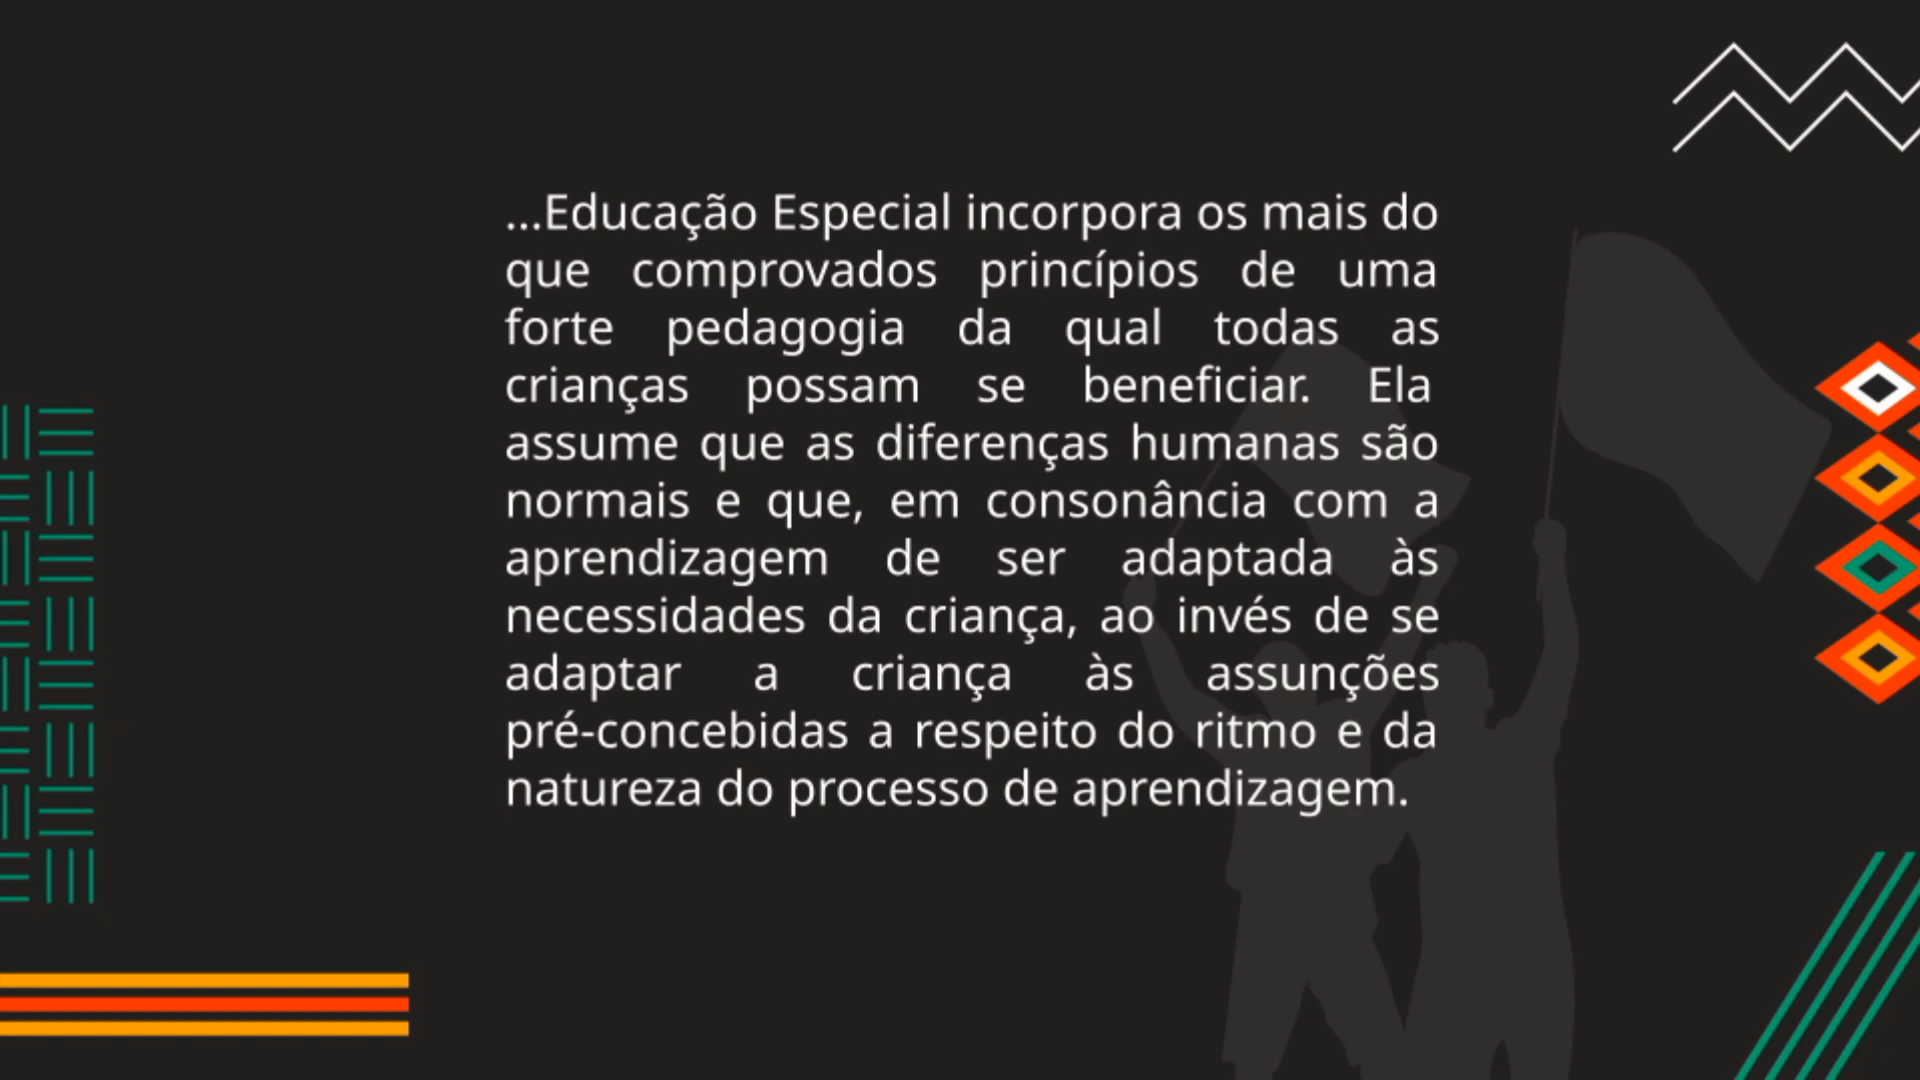 ...Educação Especial incorpora os mais do
que comprovados princípios de uma
forte pedagogia da qual todas as
crianças possam se beneficiar. Ela
assume que as diferenças humanas são
normais e que, em consonância com a
aprendizagem de ser adaptada às
necessidades da criança, ao invés de se
adaptar a criança às assunções
pré-concebidas a respeito do ritmo e da
natureza do processo de aprendizagem.